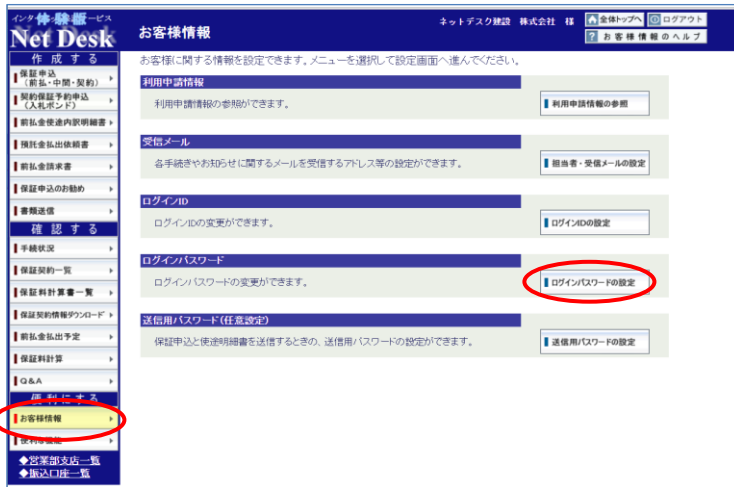 インタ体験版ービス
Net Desk
お客様情報
ネットデスク建設 株式会社 様
全体トップへ
ログアウト
お客様情報のヘルプ
作成する
保証申込
(前払・中間・契約)
契約保証予約申込
(入札ボンド)
前払金使途内訳明細書
預託金払出依頼書
前払金請求書
保証申込のお勧め
書類送信
確認する
手続状況
保証契約一覧
保証料計算書一覧
保証契約情報ダウンロード
前払金払出予定
保証料計算
Q&A
便利にする
お客様情報
便利な機能
◆営業部支店一覧
◆振込口座一覧
お客様に関する情報を設定できます。メニューを選択して設定画面へ進んでください。
利用申請情報
利用申請情報の参照ができます。
利用申請情報の参照
受信メール
各手続きやお知らせに関するメールを受信するアドレス等の設定ができます。
担当者・受信メールの設定
ログインID
ログインIDの変更ができます。
ログインIDの設定
ログインパスワード
ログインパスワードの変更ができます。
ログインパスワードの設定
送信用パスワード(任意設定)
保証申込と使途明細書を送信するときの、送信用パスワードの設定ができます。
送信用パスワードの設定